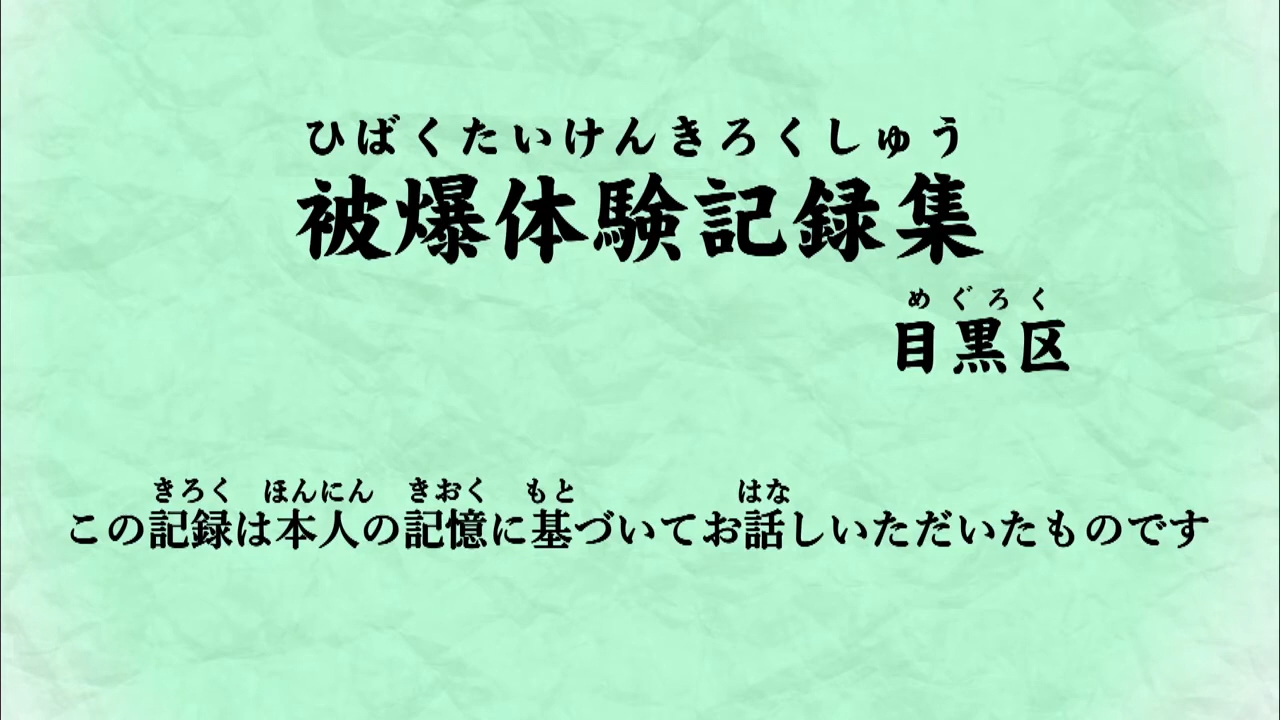 ひばくたいけんきろくしゅう
被爆体験記録集
めぐろく
目黒区
きろく ほんにん きおく もと はな
この記録は本人の記憶に基づいてお話しいただいたものです